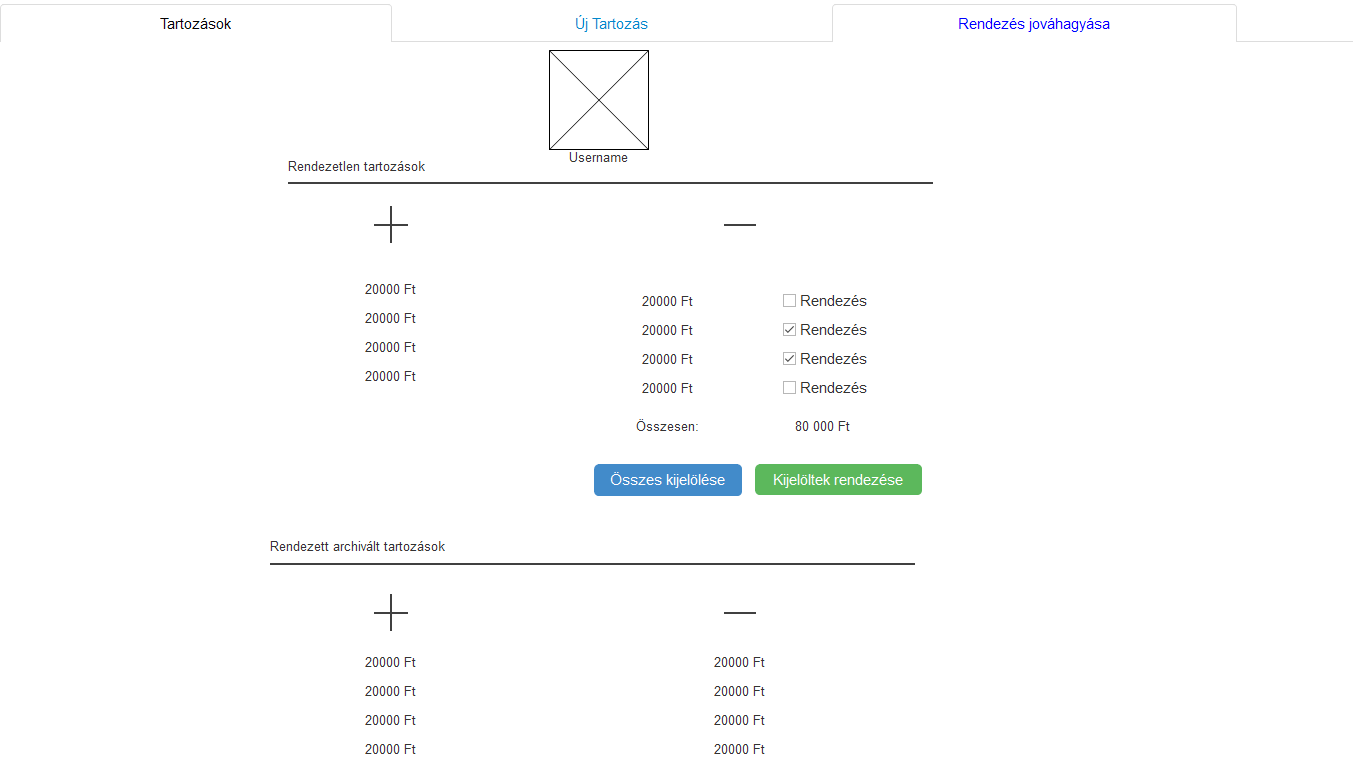 Tartozások
Új Tartozás
Rendezés jováhagyása
Username
Rendezetlen tartozások
20000 Ft
20000 Ft
20000 Ft
20000 Ft
20000 Ft Rendezés
20000 Ft Rendezés
20000 Ft Rendezés
20000 Ft Rendezés
Összesen: 80 000 Ft
Összes kijelölése
Kijelöltek rendezése
Rendezett archivált tartozások
20000 Ft
20000 Ft
20000 Ft
20000 Ft
20000 Ft
20000 Ft
20000 Ft
20000 Ft